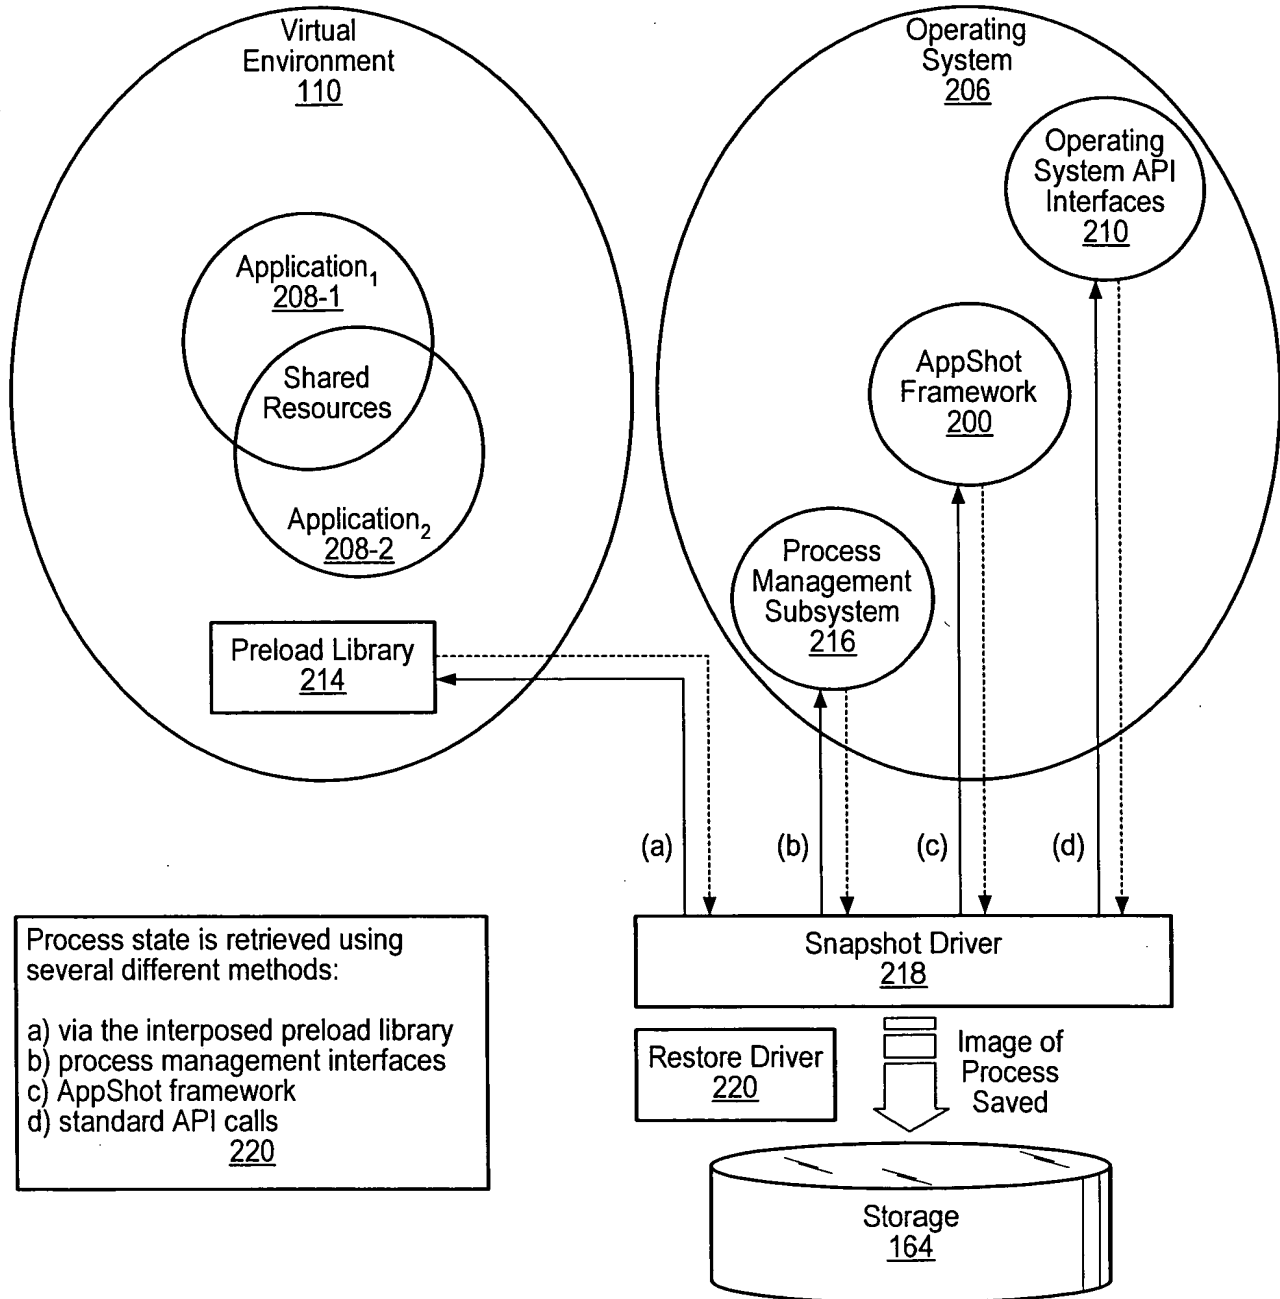 Virtual
Environment
110
Operating
System
206
Operating
System API
Interfaces
210
Application1
208-1
Shared
Resources
Application2
208-2
AppShot
Framework
200
Process
Management
Subsystem
216
Preload Library
214
(a)
(b)
(c)
(d)
Process state is retrieved using
several different methods:
a) via the interposed preload library
b) process management interfaces
c) AppShot framework
d) standard API calls
220
Snapshot Driver
218
Restore Driver
220
Image of
Process
Saved
Storage
164